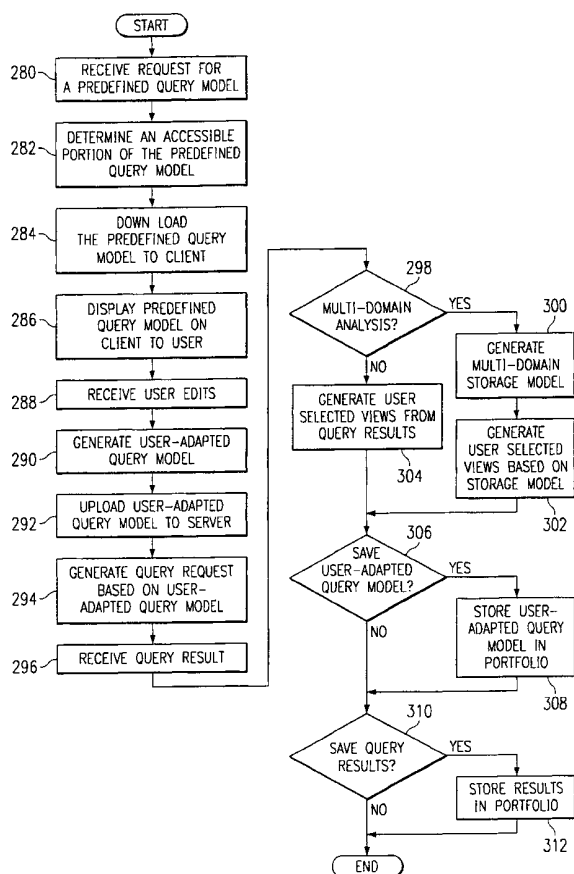 START
280
RECEIVE REQUEST FOR
A PREDEFINED QUERY MODEL
282
DETERMINE AN ACCESSIBLE
PORTION OF THE PREDEFINED
QUERY MODEL
284
DOWN LOAD
THE PREDEFINED QUERY
MODEL TO CLIENT
286
DISPLAY PREDEFINED
QUERY MODEL ON
CLIENT TO USER
288
RECEIVE USER EDITS
290
GENERATE USER-ADAPTED
QUERY MODEL
292
UPLOAD USER-ADAPTED
QUERY MODEL TO SERVER
294
GENERATE QUERY REQUEST
BASED ON USER-
ADAPTED QUERY MODEL
296
RECEIVE QUERY RESULT
298
MULTI-DOMAIN
ANALYSIS?
YES
NO
300
GENERATE
MULTI-DOMAIN
STORAGE MODEL
GENERATE
USER SELECTED
VIEWS BASED ON
STORAGE MODEL
302
GENERATE USER
SELECTED VIEWS FROM
QUERY RESULTS
304
306
SAVE
USER-ADAPTED
QUERY MODEL?
YES
NO
STORE USER-
ADAPTED QUERY
MODEL IN
PORTFOLIO
308
310
SAVE QUERY
RESULTS?
YES
NO
STORE RESULTS
IN PORTFOLIO
312
END